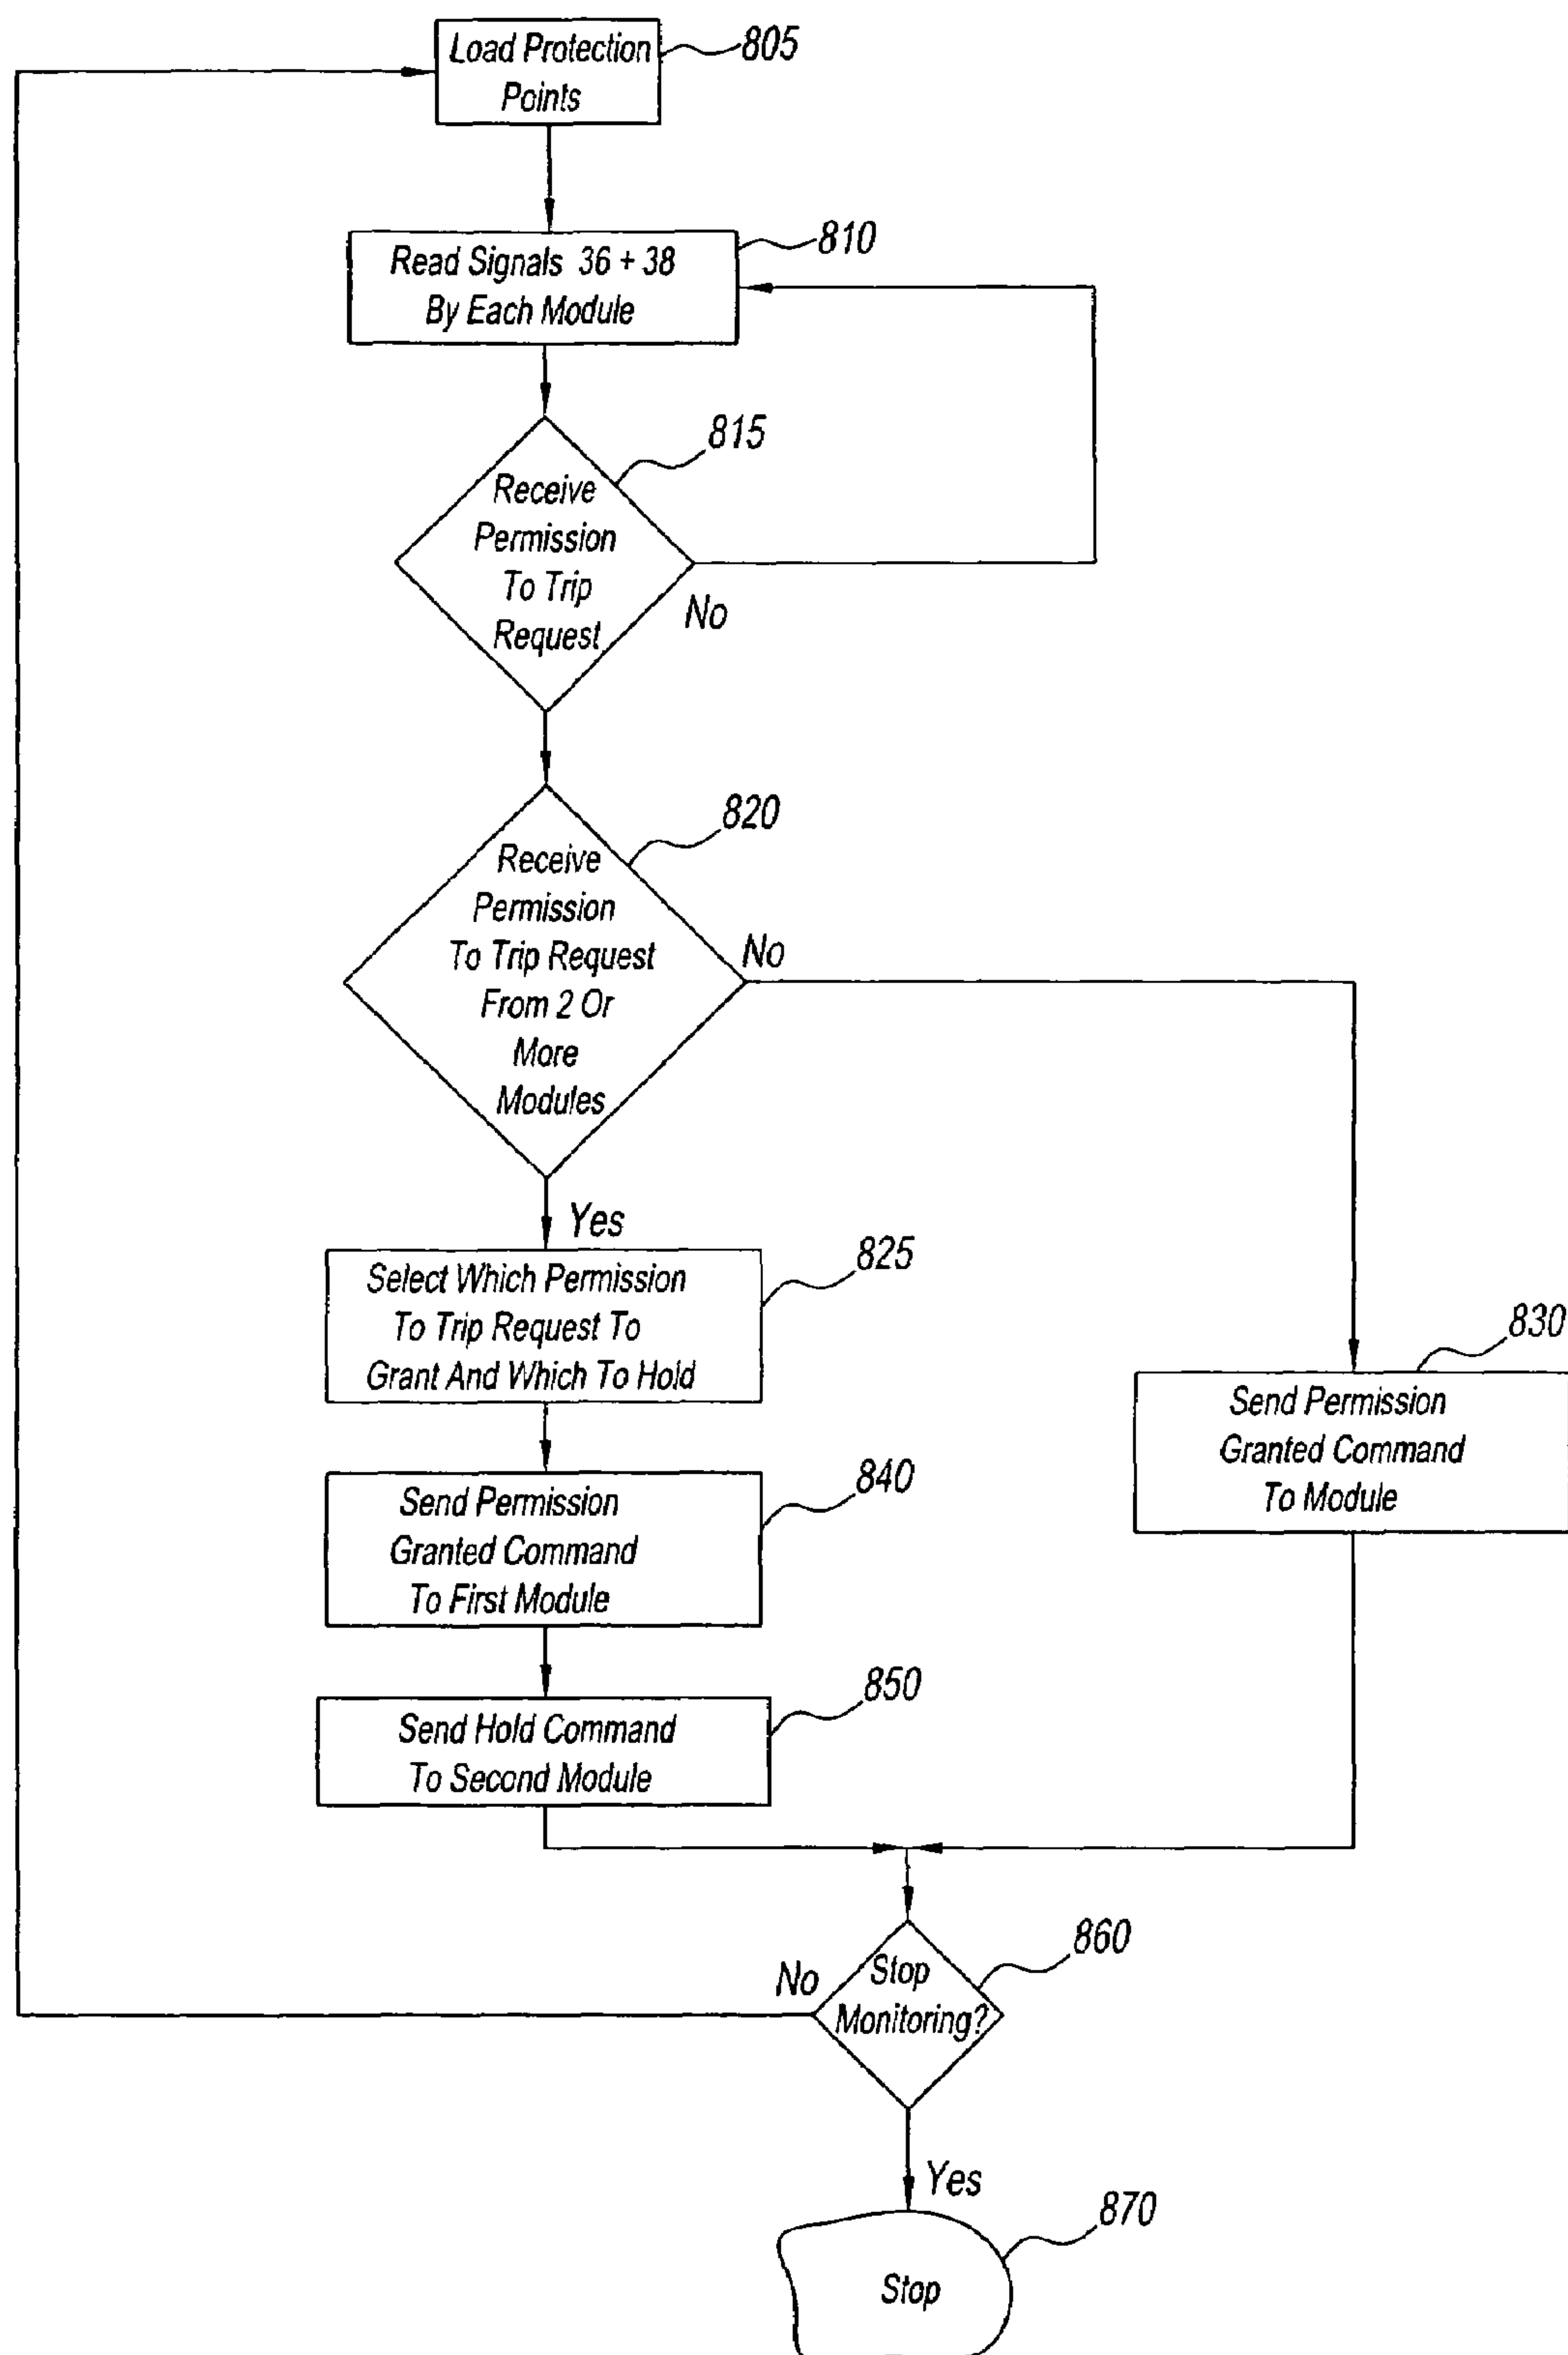 Load Protection
Points
805
Read Signals 36 + 38
By Each Module
810
Receive
Permission
To Trip
Request
815
No
Receive
Permission
To Trip Request
From 2 Or
More
Modules
820
No
Yes
Select Which Permission
To Trip Request To
Grant And Which To Hold
825
Send Permission
Granted Command
To Module
830
Send Permission
Granted Command
To First Module
840
Send Hold Command
To Second Module
850
Stop
Monitoring?
860
No
Yes
Stop
870